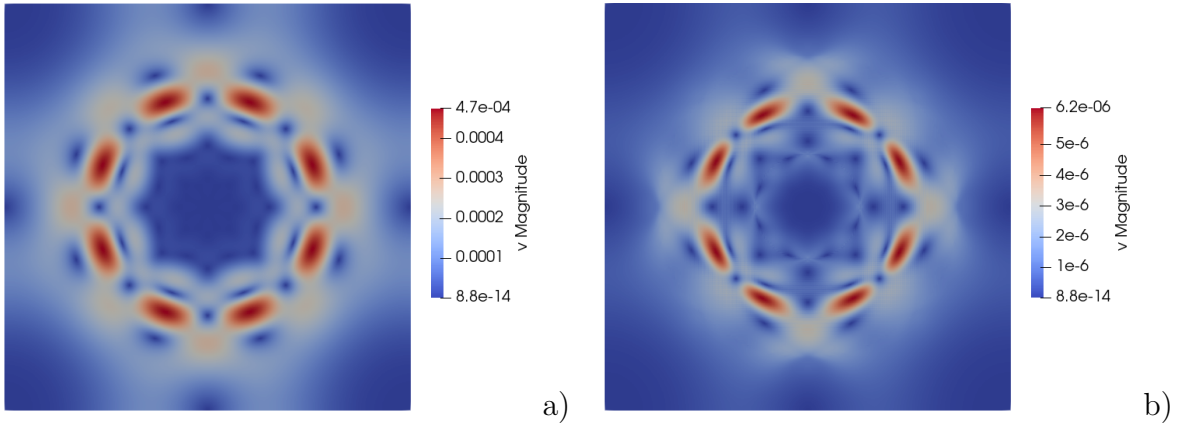 4.7e-04
0.0004
0.0003
0.0002
0.0001
8.8e-14
v Magnitude
a)
6.2e-06
5e-6
4e-6
3e-6
2e-6
1e-6
8.8e-14
v Magnitude
b)